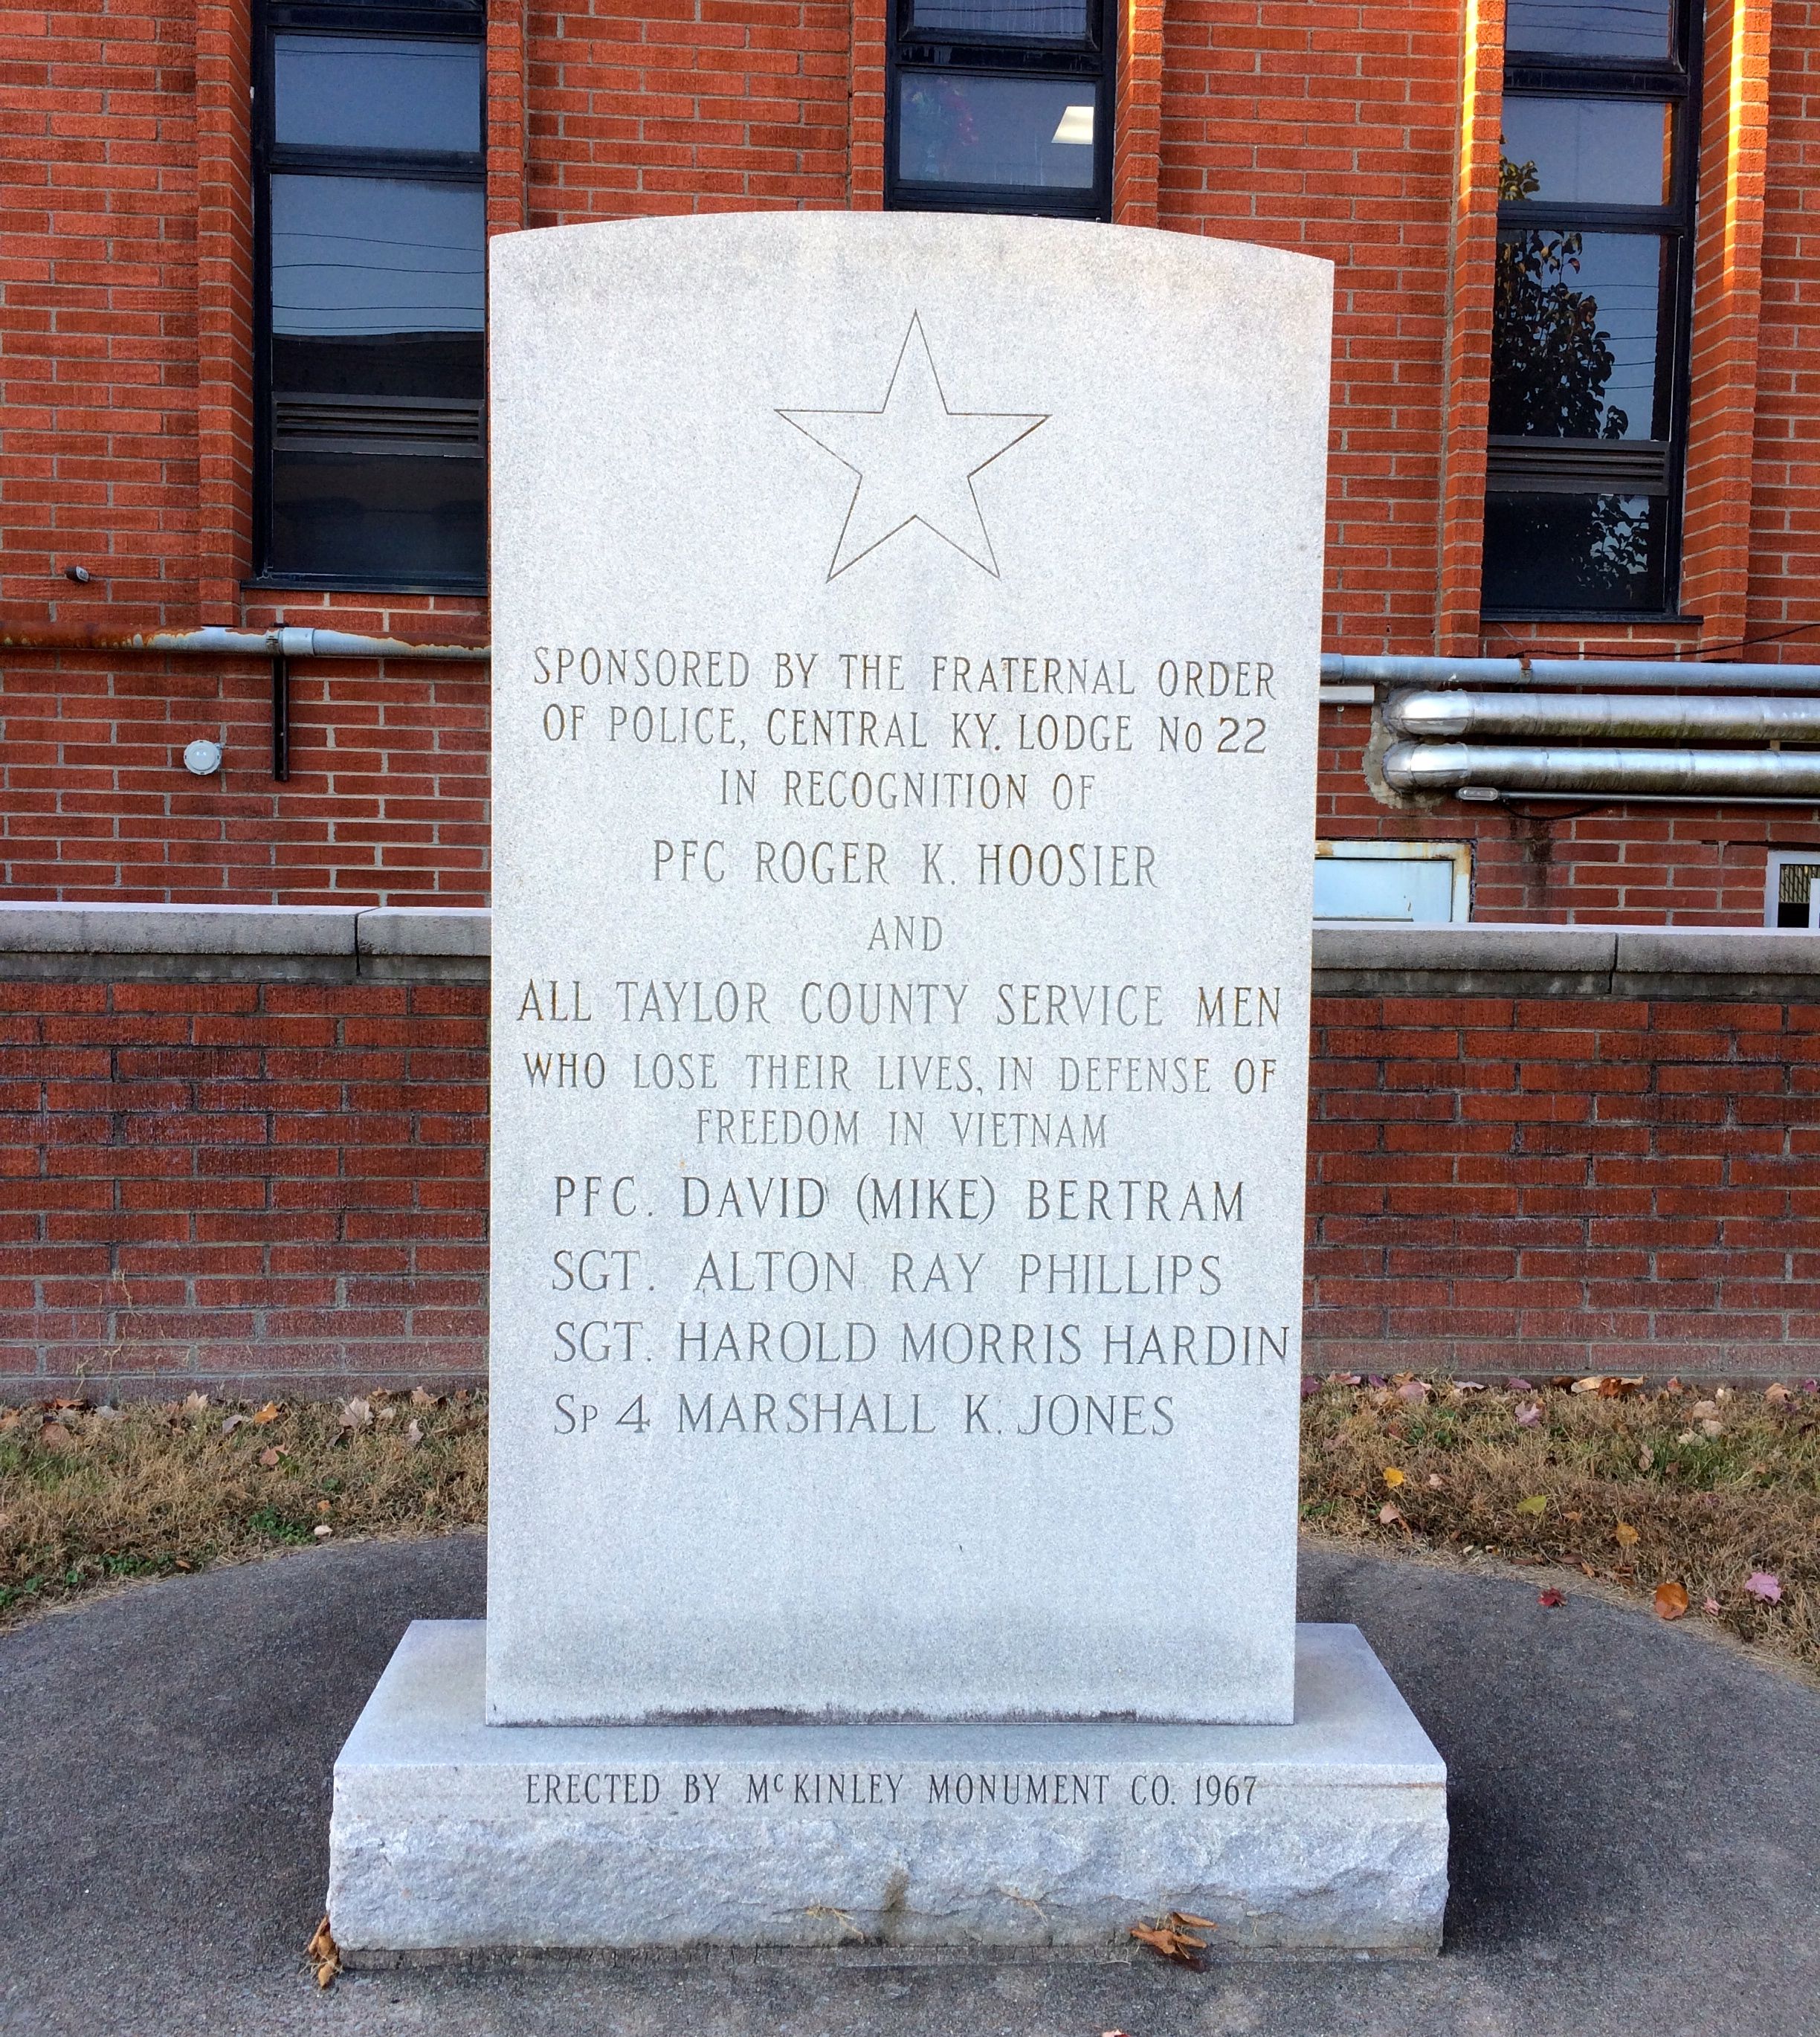 SPONSORED BY THE FRATERNAL ORDER
OF POLICE, CENTRAL KY. LODGE No 22
IN RECOGNITION OF
PFC ROGER K. HOOSIER
AND
ALL TAYLOR COUNTY SERVICE MEN
WHO LOSE THEIR LIVES, IN DEFENSE OF
FREEDOM IN VIETNAM
PFC. DAVID (MIKE) BERTRAM
SGT. ALTON RAY PHILLIPS
SGT. HAROLD MORRIS HARDIN
Sp 4 MARSHALL K. JONES
ERECTED BY McKINLEY MONUMENT CO. 1967